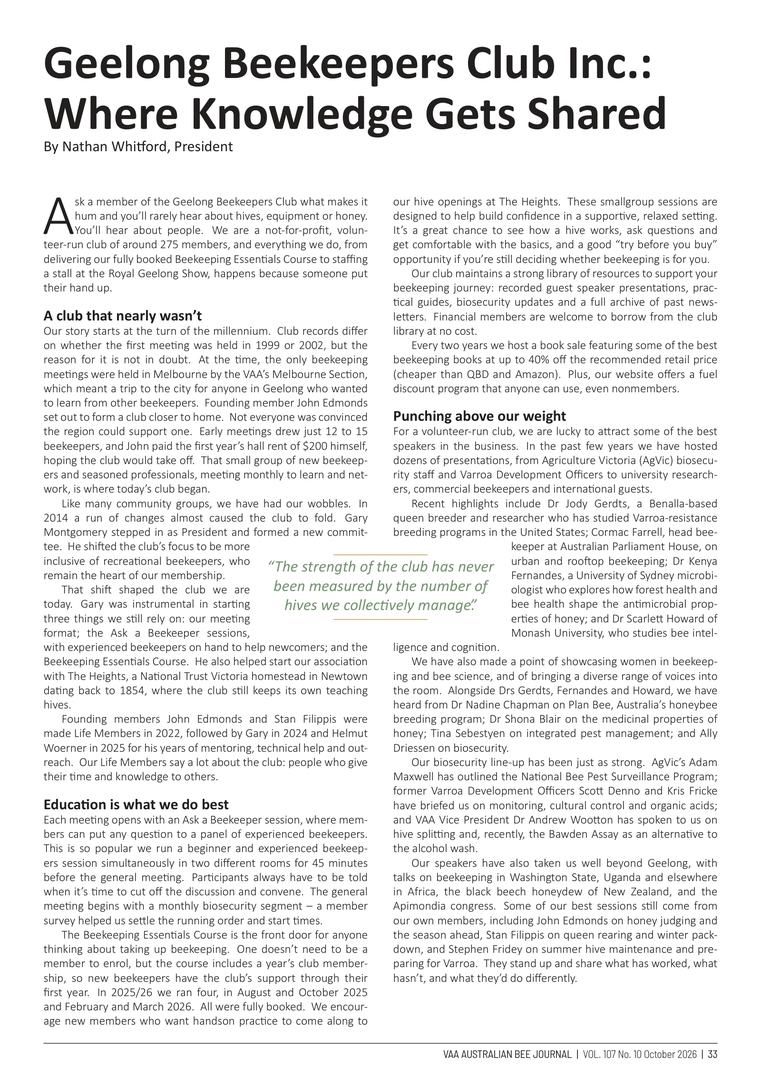 Geelong Beekeepers Club Inc.:
Where Knowledge Gets Shared
By Nathan Whitford, President
Ask a member of the Geelong Beekeepers Club what makes it
hum and you’ll rarely hear about hives, equipment or honey.
You’ll hear about people. We are a not-for-profit, volun-
teer-run club of around 275 members, and everything we do, from
delivering our fully booked Beekeeping Essentials Course to staffing
a stall at the Royal Geelong Show, happens because someone put
their hand up.
A club that nearly wasn’t
Our story starts at the turn of the millennium. Club records differ
on whether the first meeting was held in 1999 or 2002, but the
reason for it is not in doubt. At the time, the only beekeeping
meetings were held in Melbourne by the VAA’s Melbourne Section,
which meant a trip to the city for anyone in Geelong who wanted
to learn from other beekeepers. Founding member John Edmonds
set out to form a club closer to home. Not everyone was convinced
the region could support one. Early meetings drew just 12 to 15
beekeepers, and John paid the first year’s hall rent of $200 himself,
hoping the club would take off. That small group of new beekeep-
ers and seasoned professionals, meeting monthly to learn and net-
work, is where today’s club began.
Like many community groups, we have had our wobbles. In
2014 a run of changes almost caused the club to fold. Gary
Montgomery stepped in as President and formed a new commit-
tee. He shifted the club’s focus to be more
inclusive of recreational beekeepers, who
remain the heart of our membership.
That shift shaped the club we are
today. Gary was instrumental in starting
three things we still rely on: our meeting
format; the Ask a Beekeeper sessions,
with experienced beekeepers on hand to help newcomers; and the
Beekeeping Essentials Course. He also helped start our association
with The Heights, a National Trust Victoria homestead in Newtown
dating back to 1854, where the club still keeps its own teaching
hives.
Founding members John Edmonds and Stan Filippis were
made Life Members in 2022, followed by Gary in 2024 and Helmut
Woerner in 2025 for his years of mentoring, technical help and out-
reach. Our Life Members say a lot about the club: people who give
their time and knowledge to others.
Education is what we do best
Each meeting opens with an Ask a Beekeeper session, where mem-
bers can put any question to a panel of experienced beekeepers.
This is so popular we run a beginner and experienced beekeep-
ers session simultaneously in two different rooms for 45 minutes
before the general meeting. Participants always have to be told
when it’s time to cut off the discussion and convene. The general
meeting begins with a monthly biosecurity segment – a member
survey helped us settle the running order and start times.
The Beekeeping Essentials Course is the front door for anyone
thinking about taking up beekeeping. One doesn’t need to be a
member to enrol, but the course includes a year’s club member-
ship, so new beekeepers have the club’s support through their
first year. In 2025/26 we ran four, in August and October 2025
and February and March 2026. All were fully booked. We encour-
age new members who want handson practice to come along to
“The strength of the club has never
been measured by the number of
hives we collectively manage”.
our hive openings at The Heights. These smallgroup sessions are
designed to help build confidence in a supportive, relaxed setting.
It’s a great chance to see how a hive works, ask questions and
get comfortable with the basics, and a good “try before you buy”
opportunity if you’re still deciding whether beekeeping is for you.
Our club maintains a strong library of resources to support your
beekeeping journey: recorded guest speaker presentations, prac-
tical guides, biosecurity updates and a full archive of past news-
letters. Financial members are welcome to borrow from the club
library at no cost.
Every two years we host a book sale featuring some of the best
beekeeping books at up to 40% off the recommended retail price
(cheaper than QBD and Amazon). Plus, our website offers a fuel
discount program that anyone can use, even nonmembers.
Punching above our weight
For a volunteer-run club, we are lucky to attract some of the best
speakers in the business. In the past few years we have hosted
dozens of presentations, from Agriculture Victoria (AgVic) biosecu-
rity staff and Varroa Development Officers to university research-
ers, commercial beekeepers and international guests.
Recent highlights include Dr Jody Gerdts, a Benalla-based
queen breeder and researcher who has studied Varroa-resistance
breeding programs in the United States; Cormac Farrell, head bee-
keeper at Australian Parliament House, on
urban and rooftop beekeeping; Dr Kenya
Fernandes, a University of Sydney microbi-
ologist who explores how forest health and
bee health shape the antimicrobial prop-
erties of honey; and Dr Scarlett Howard of
Monash University, who studies bee intel-
ligence and cognition.
We have also made a point of showcasing women in beekeep-
ing and bee science, and of bringing a diverse range of voices into
the room. Alongside Drs Gerdts, Fernandes and Howard, we have
heard from Dr Nadine Chapman on Plan Bee, Australia’s honeybee
breeding program; Dr Shona Blair on the medicinal properties of
honey; Tina Sebestyen on integrated pest management; and Ally
Driessen on biosecurity.
Our biosecurity line-up has been just as strong. AgVic’s Adam
Maxwell has outlined the National Bee Pest Surveillance Program;
former Varroa Development Officers Scott Denno and Kris Fricke
have briefed us on monitoring, cultural control and organic acids;
and VAA Vice President Dr Andrew Wootton has spoken to us on
hive splitting and, recently, the Bawden Assay as an alternative to
the alcohol wash.
Our speakers have also taken us well beyond Geelong, with
talks on beekeeping in Washington State, Uganda and elsewhere
in Africa, the black beech honeydew of New Zealand, and the
Apimondia congress. Some of our best sessions still come from
our own members, including John Edmonds on honey judging and
the season ahead, Stan Filippis on queen rearing and winter pack-
down, and Stephen Fridey on summer hive maintenance and pre-
paring for Varroa. They stand up and share what has worked, what
hasn’t, and what they’d do differently.
VAA AUSTRALIAN BEE JOURNAL | VOL. 107 No. 10 October 2026 | 33